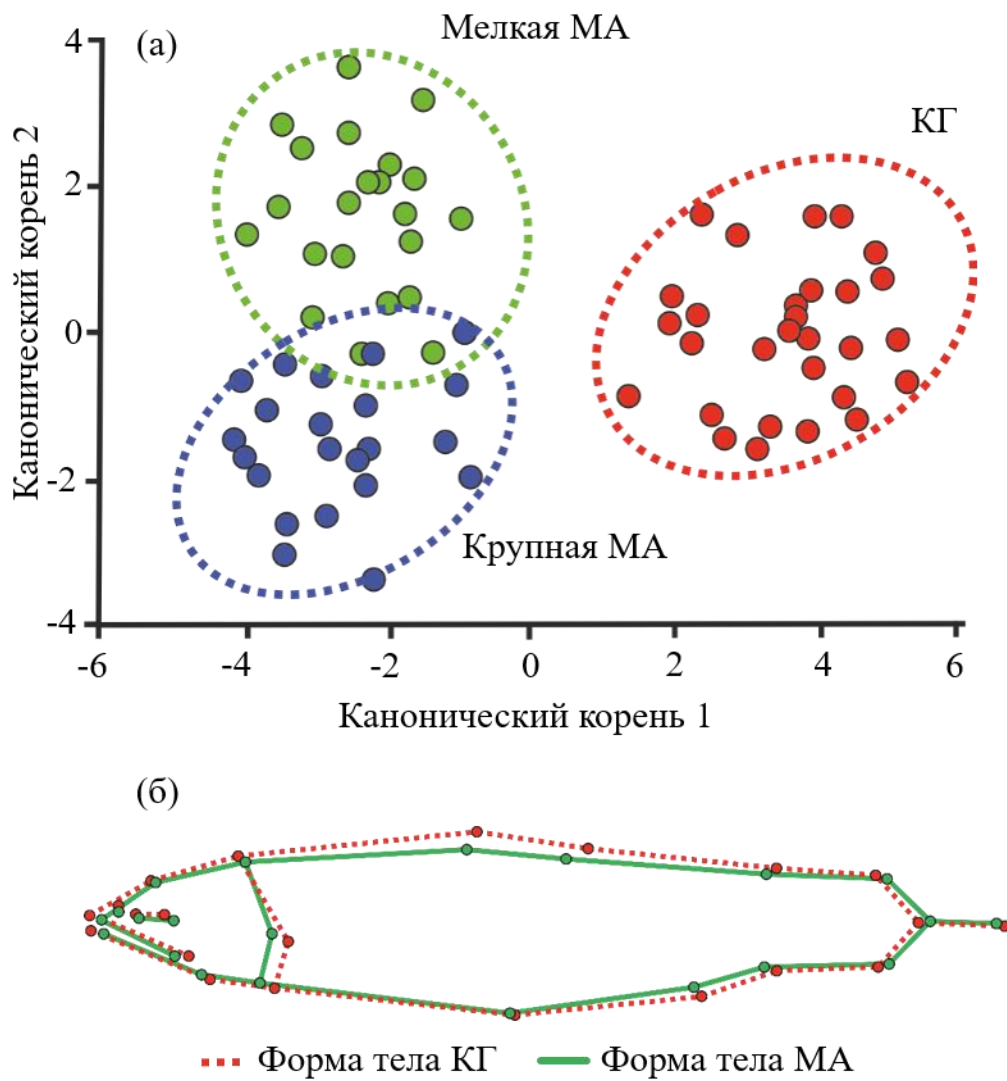 (а)
Мелкая МА
КГ
Крупная МА
Канонический корень 2
4
2
0
-2
-4
-6
-4
-2
0
2
4
6
Канонический корень 1
(б)
Форма тела КГ
Форма тела МА